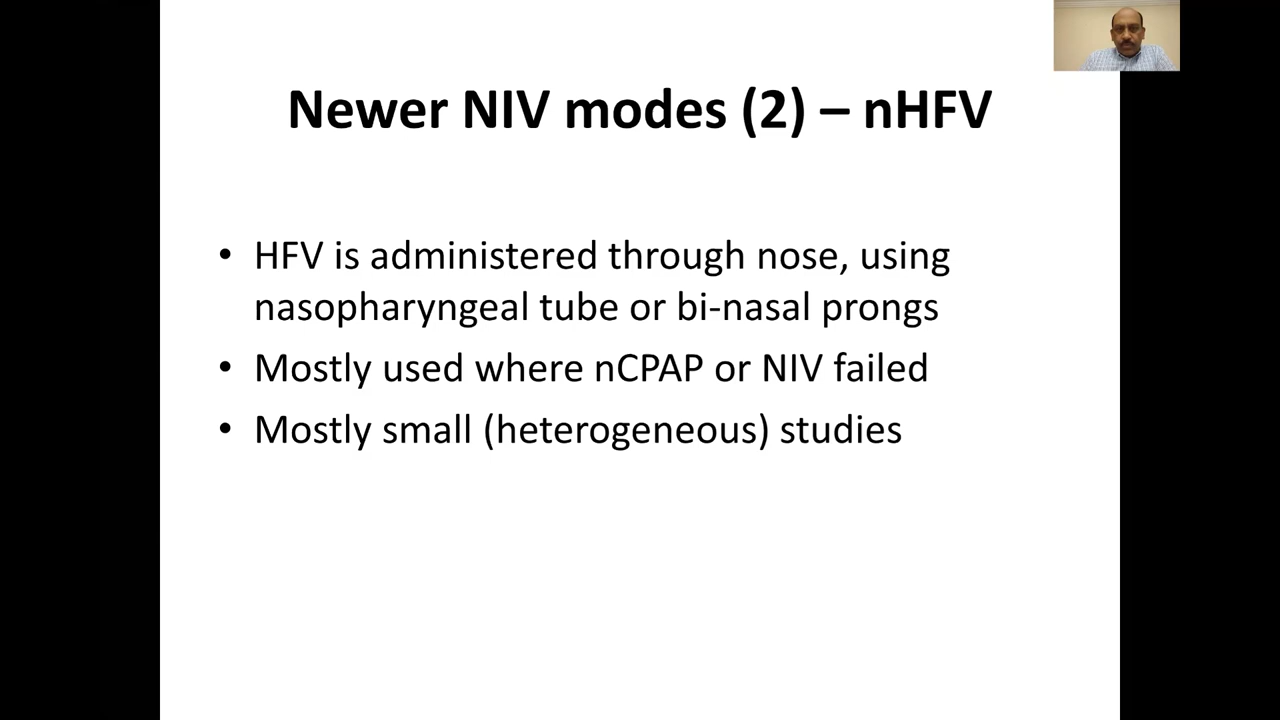 Newer NIV modes (2) – nHFV
• HFV is administered through nose, using
nasopharyngeal tube or bi-nasal prongs
• Mostly used where nCPAP or NIV failed
• Mostly small (heterogeneous) studies